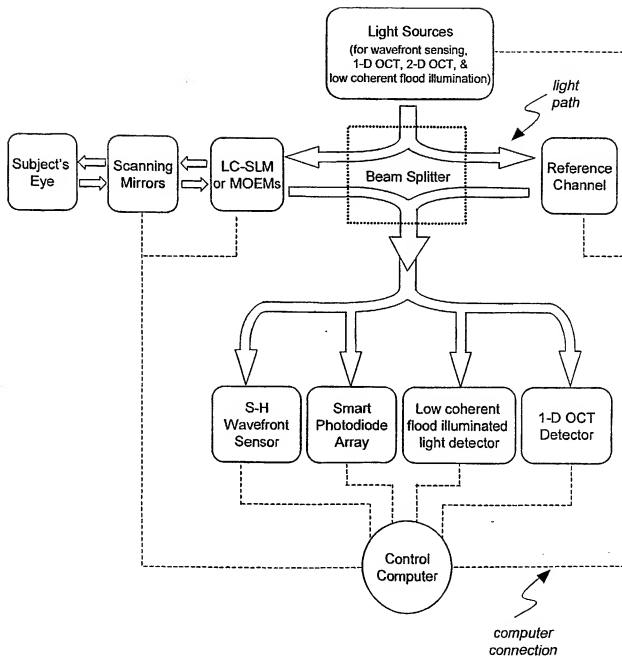 Light Sources
(for wavefront sensing,
1-D OCT, 2-D OCT, &
low coherent flood illumination)
light
path
Subject's
Eye
Scanning
Mirrors
LC-SLM
or MOEMs
Beam Splitter
Reference
Channel
S-H
Wavefront
Sensor
Smart
Photodiode
Array
Low coherent
flood illuminated
light detector
1-D OCT
Detector
Control
Computer
computer
connection